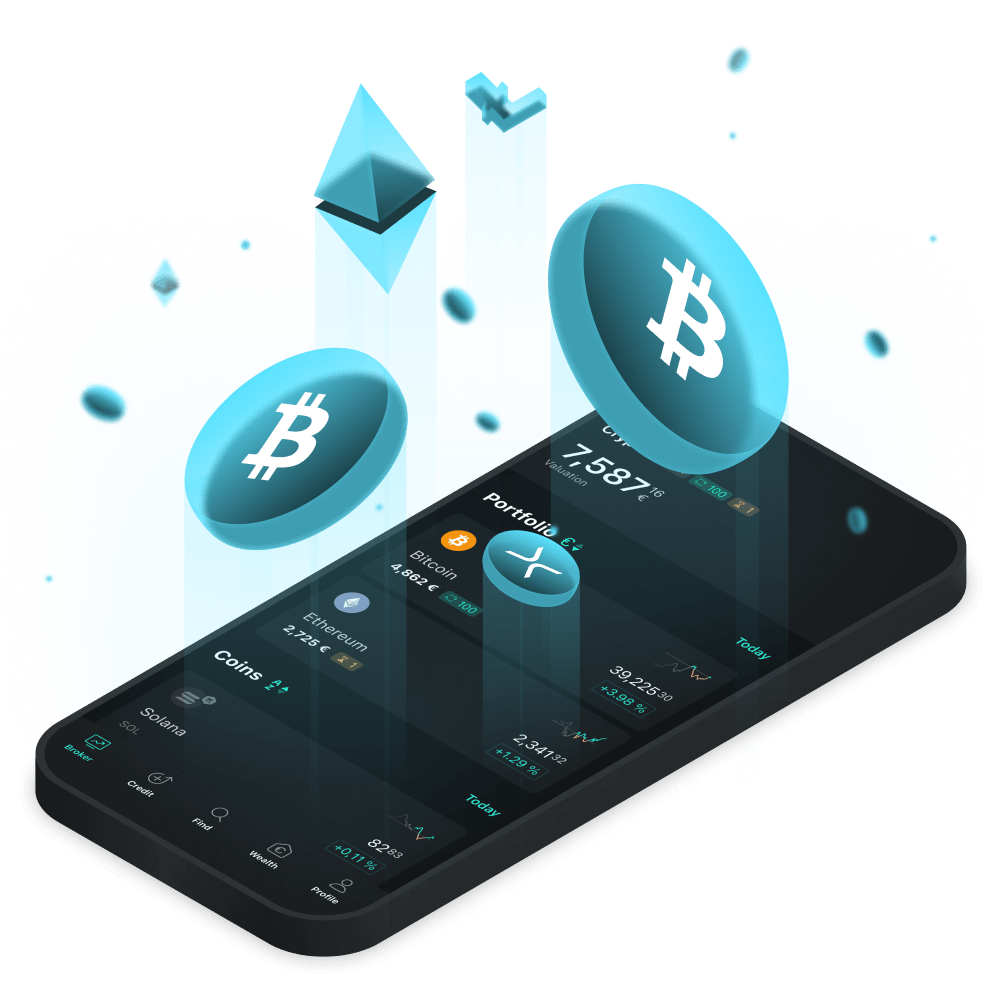 7,587 16 €
Valuation
100
1
Portfolio €
Today
Bitcoin
4,862 € 100
39,225 30
+3.98 %
Ethereum
2,725 € 1
2,341 32
+1.29 %
Coins A Z
Today
Solana
SOL
82 83
+0,11 %
Broker
Credit
Find
Wealth
Profile